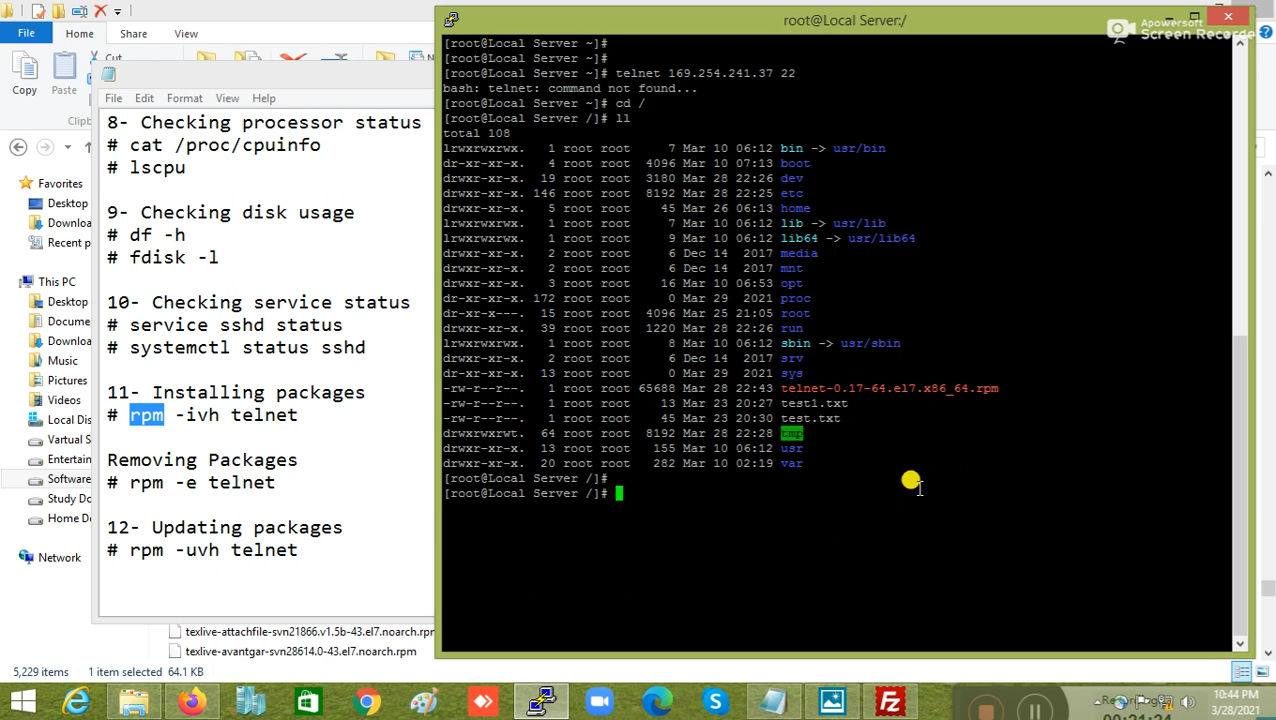 File
Home
Share
View
Copy
Paste
Cut
Clipb
Favorites
Desktop
Downloa
Recent p
This PC
Desktop
Docume
Downloa
Music
Pictures
Videos
Local Dis
Virtual S
Entertain
Software
Study Do
Home D
Network
File Edit Format View Help
8- Checking processor status
# cat /proc/cpuinfo
# lscpu
9- Checking disk usage
# df -h
# fdisk -l
10- Checking service status
# service sshd status
# systemctl status sshd
11- Installing packages
# rpm -ivh telnet
Removing Packages
# rpm -e telnet
12- Updating packages
# rpm -uvh telnet
texlive-attachfile-svn21866.v1.5b-43.el7.noarch.rpm
texlive-avantgar-svn28614.0-43.el7.noarch.rpm
5,229 items 1 item selected 64.1 KB
root@Local Server:/
Apowersoft
Screen Recorder
[root@Local Server ~]#
[root@Local Server ~]#
[root@Local Server ~]# telnet 169.254.241.37 22
bash: telnet: command not found...
[root@Local Server ~]# cd /
[root@Local Server /]# ll
total 108
lrwxrwxrwx. 1 root root 7 Mar 10 06:12 bin -> usr/bin
dr-xr-xr-x. 4 root root 4096 Mar 10 07:13 boot
drwxr-xr-x. 19 root root 3180 Mar 28 22:26 dev
drwxr-xr-x. 146 root root 8192 Mar 28 22:25 etc
drwxr-xr-x. 5 root root 45 Mar 26 06:13 home
lrwxrwxrwx. 1 root root 7 Mar 10 06:12 lib -> usr/lib
lrwxrwxrwx. 1 root root 9 Mar 10 06:12 lib64 -> usr/lib64
drwxr-xr-x. 2 root root 6 Dec 14 2017 media
drwxr-xr-x. 2 root root 6 Dec 14 2017 mnt
drwxr-xr-x. 3 root root 16 Mar 10 06:53 opt
dr-xr-xr-x. 172 root root 0 Mar 29 2021 proc
dr-xr-x---. 15 root root 4096 Mar 25 21:05 root
drwxr-xr-x. 39 root root 1220 Mar 28 22:26 run
lrwxrwxrwx. 1 root root 8 Mar 10 06:12 sbin -> usr/sbin
drwxr-xr-x. 2 root root 6 Dec 14 2017 srv
dr-xr-xr-x. 13 root root 0 Mar 29 2021 sys
-rw-r--r--. 1 root root 65688 Mar 28 22:43 telnet-0.17-64.el7.x86_64.rpm
-rw-r--r--. 1 root root 13 Mar 23 20:27 test1.txt
-rw-r--r--. 1 root root 45 Mar 23 20:30 test.txt
drwxrwxrwt. 64 root root 8192 Mar 28 22:28 tmp
drwxr-xr-x. 13 root root 155 Mar 10 06:12 usr
drwxr-xr-x. 20 root root 282 Mar 10 02:19 var
[root@Local Server /]#
[root@Local Server /]#
10:44 PM
3/28/2021